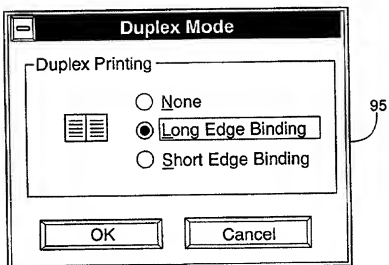 Duplex Mode
Duplex Printing
None
Long Edge Binding
95
Short Edge Binding
OK Cancel